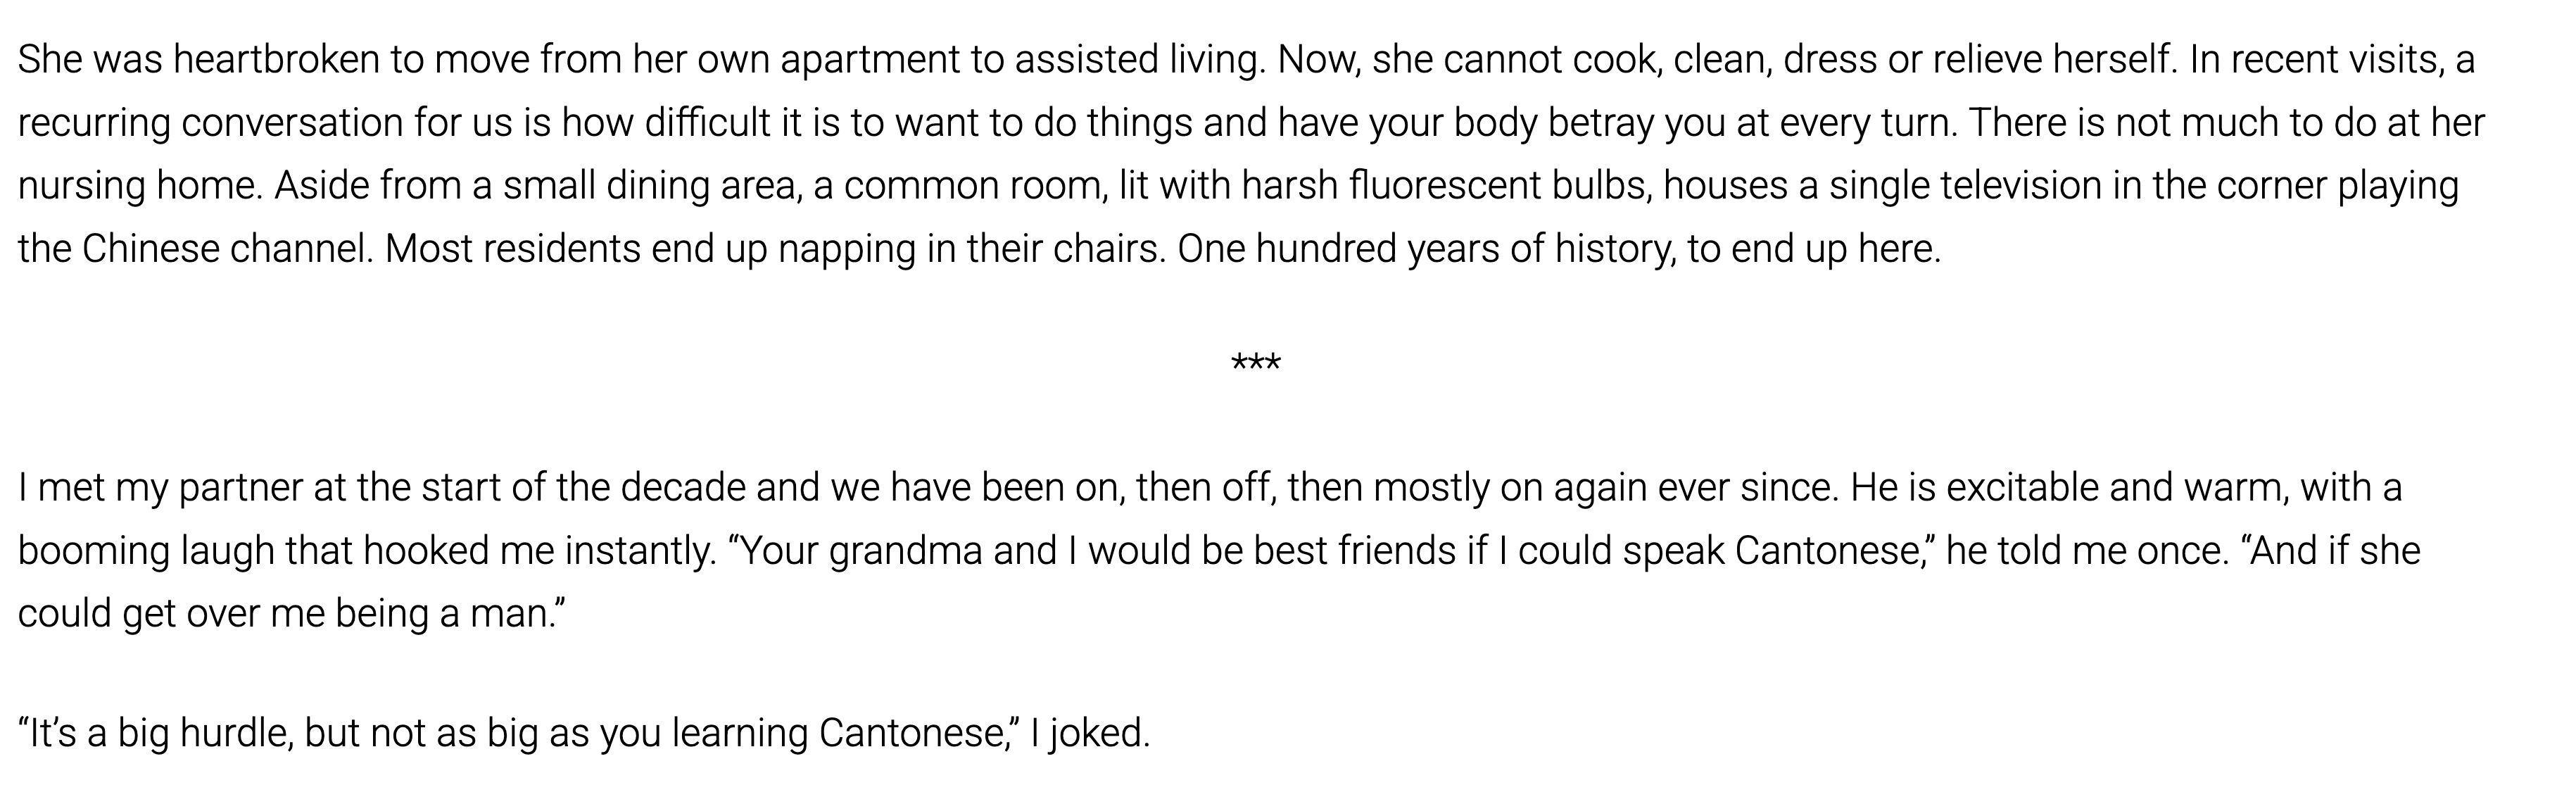 She was heartbroken to move from her own apartment to assisted living. Now, she cannot cook, clean, dress or relieve herself. In recent visits, a
recurring conversation for us is how difficult it is to want to do things and have your body betray you at every turn. There is not much to do at her
nursing home. Aside from a small dining area, a common room, lit with harsh fluorescent bulbs, houses a single television in the corner playing
the Chinese channel. Most residents end up napping in their chairs. One hundred years of history, to end up here.
***
I met my partner at the start of the decade and we have been on, then off, then mostly on again ever since. He is excitable and warm, with a
booming laugh that hooked me instantly. “Your grandma and I would be best friends if I could speak Cantonese,” he told me once. “And if she
could get over me being a man.”
“It’s a big hurdle, but not as big as you learning Cantonese,” I joked.